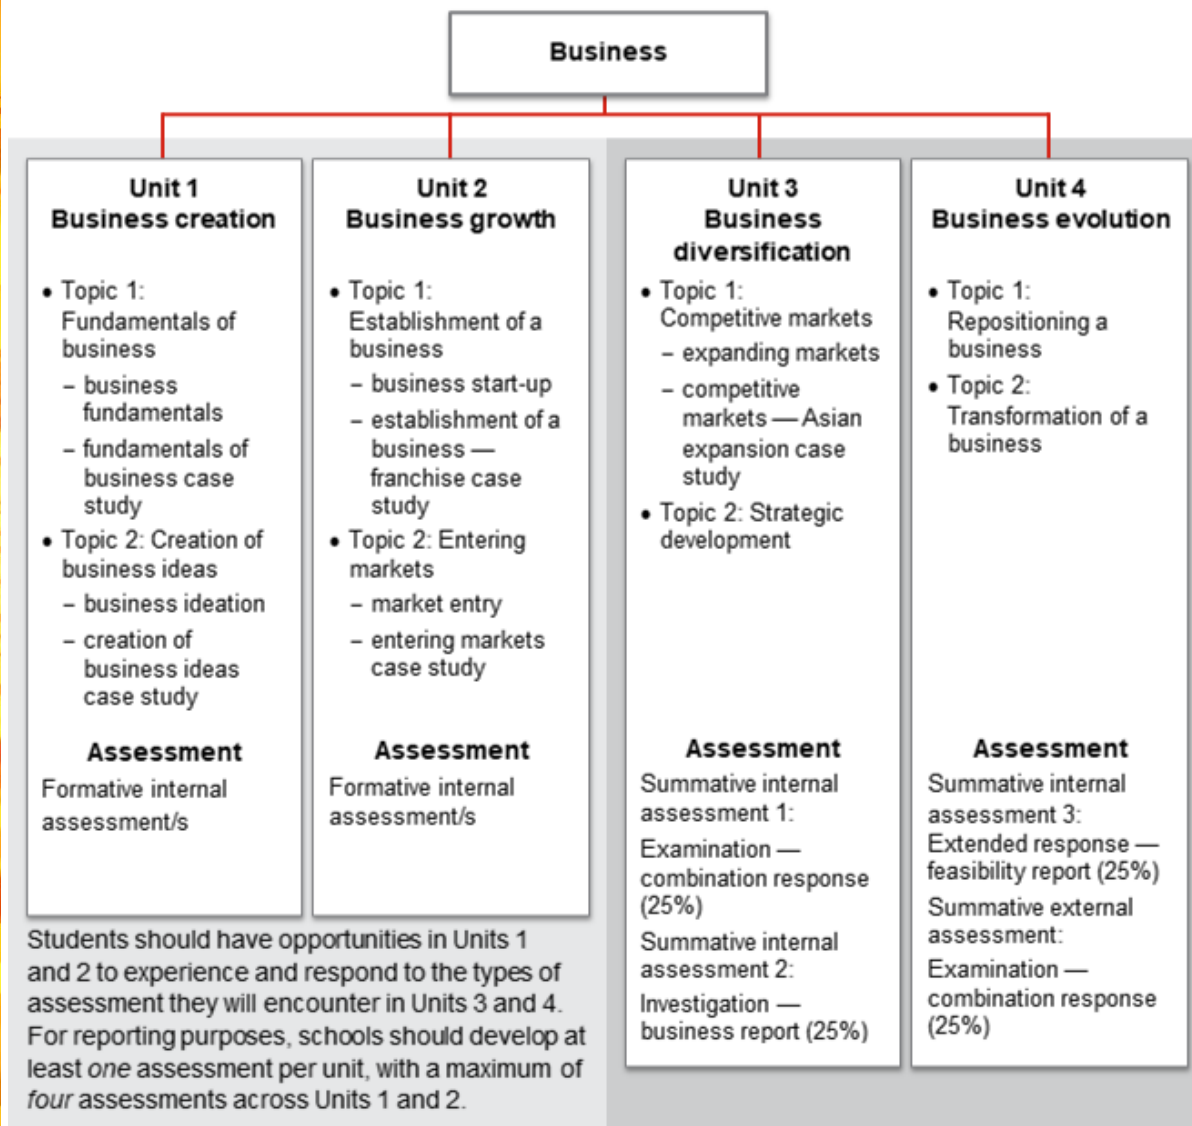 Business
Unit 1
Business creation
• Topic 1:
Fundamentals of
business
– business
fundamentals
– fundamentals of
business case
study
• Topic 2: Creation of
business ideas
– business ideation
– creation of
business ideas
case study
Assessment
Formative internal
assessment/s
Unit 2
Business growth
• Topic 1:
Establishment of a
business
– business start-up
– establishment of a
business —
franchise case
study
• Topic 2: Entering
markets
– market entry
– entering markets
case study
Assessment
Formative internal
assessment/s
Students should have opportunities in Units 1
and 2 to experience and respond to the types of
assessment they will encounter in Units 3 and 4.
For reporting purposes, schools should develop at
least one assessment per unit, with a maximum of
four assessments across Units 1 and 2.
Unit 3
Business
diversification
• Topic 1:
Competitive markets
– expanding markets
– competitive
markets — Asian
expansion case
study
• Topic 2: Strategic
development
Assessment
Summative internal
assessment 1:
Examination —
combination response
(25%)
Summative internal
assessment 2:
Investigation —
business report (25%)
Unit 4
Business evolution
• Topic 1:
Repositioning a
business
• Topic 2:
Transformation of a
business
Assessment
Summative internal
assessment 3:
Extended response —
feasibility report (25%)
Summative external
assessment:
Examination —
combination response
(25%)